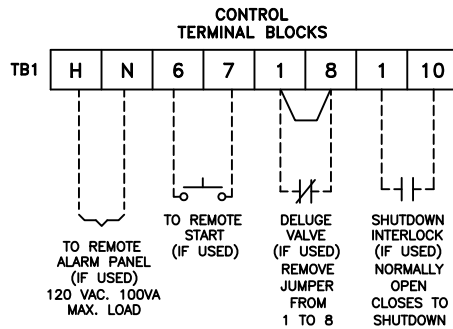 CONTROL
TERMINAL BLOCKS
TB1 H N 6 7 1 8 1 10
TO REMOTE
ALARM PANEL
(IF USED)
120 VAC. 100VA
MAX. LOAD
TO REMOTE
START
(IF USED)
DELUGE
VALVE
(IF USED)
REMOVE
JUMPER
FROM
1 TO 8
SHUTDOWN
INTERLOCK
(IF USED)
NORMALLY
OPEN
CLOSES TO
SHUTDOWN